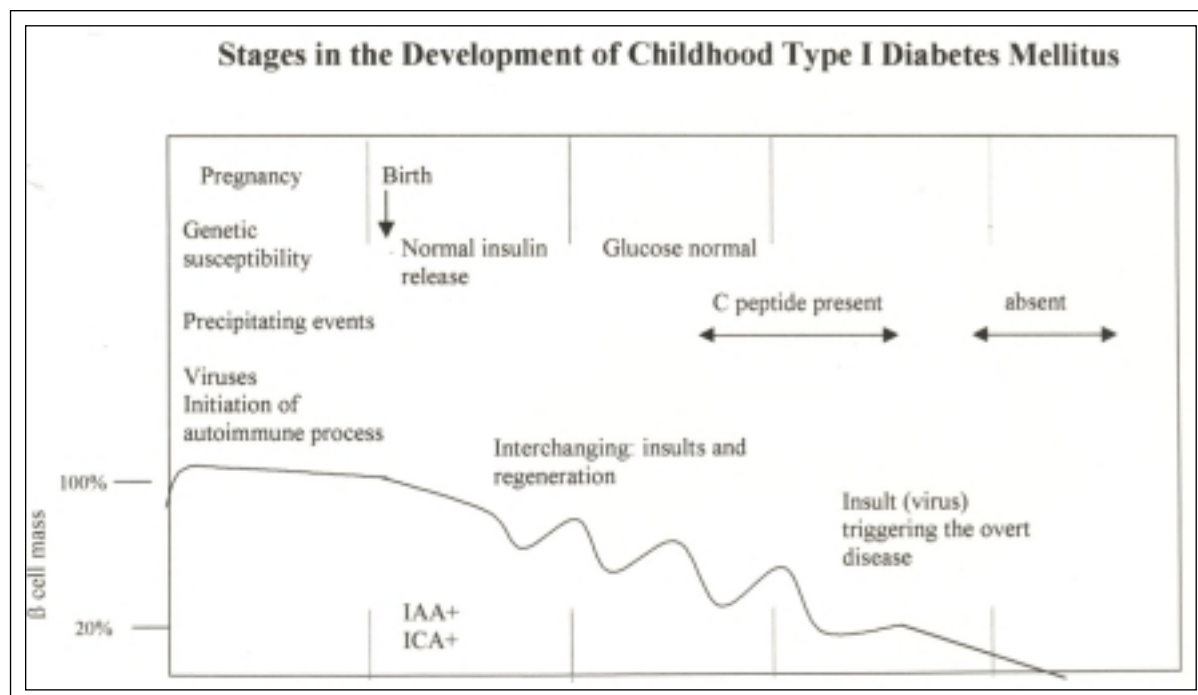 Stages in the Development of Childhood Type I Diabetes Mellitus
Pregnancy
Birth
Genetic
susceptibility
Normal insulin
release
Glucose normal
Precipitating events
C peptide present
absent
Viruses
Initiation of
autoimmune process
Interchanging: insults and
regeneration
Insult (virus)
triggering the overt
disease
100%
20%
ß cell mass
IAA+
ICA+